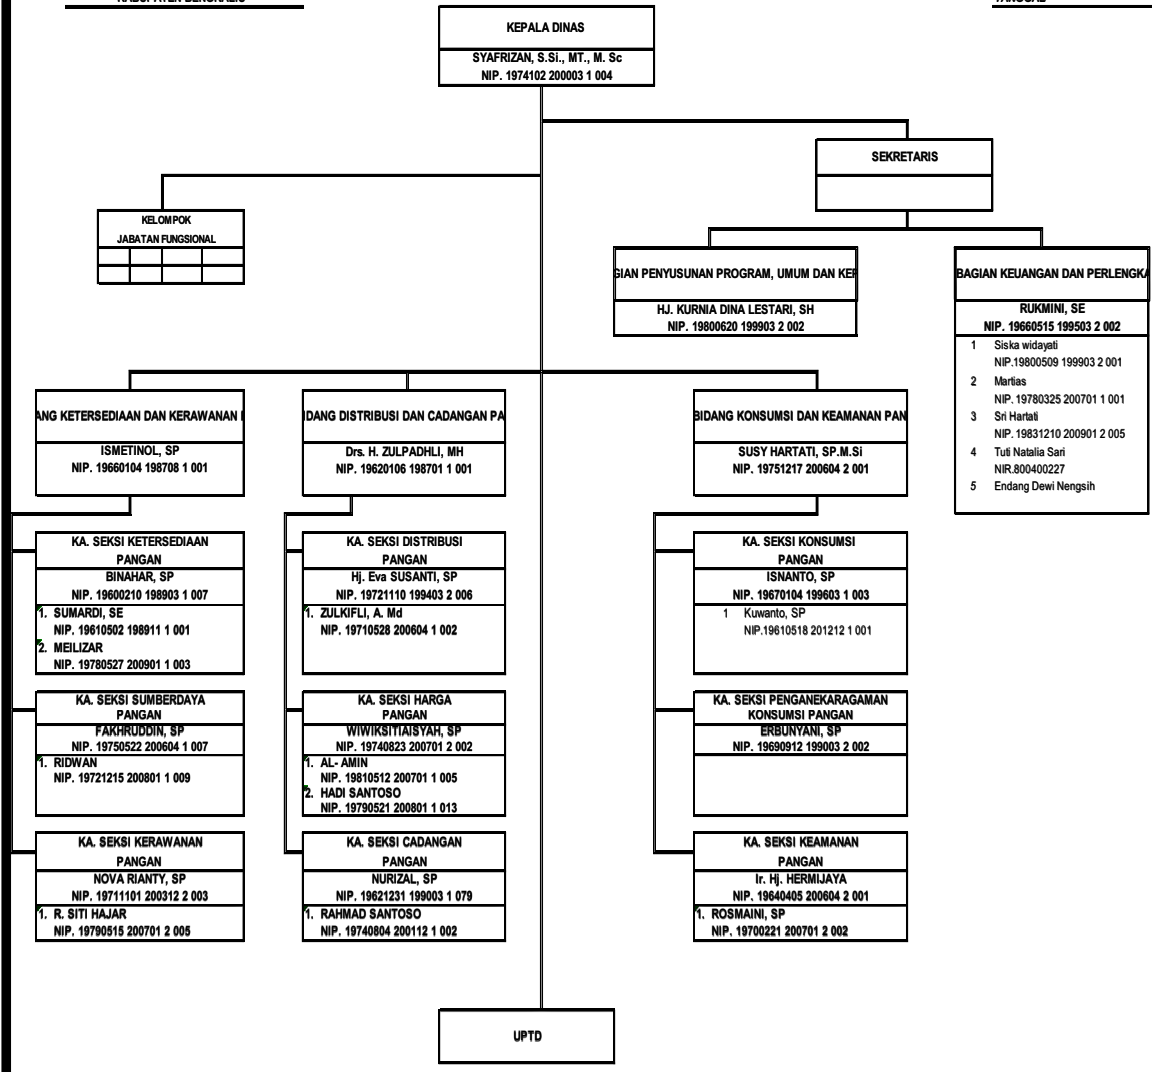 KABUPATEN BENGKALIS
TANGGAL
KEPALA DINAS
SYAFRIZAN, S.Si., MT., M. Sc
NIP. 1974102 200003 1 004
SEKRETARIS
KELOMPOK
JABATAN FUNGSIONAL
GIAN PENYUSUNAN PROGRAM, UMUM DAN KEP
HJ. KURNIA DINA LESTARI, SH
NIP. 19800620 199903 2 002
BAGIAN KEUANGAN DAN PERLENGKA
RUKMINI, SE
NIP. 19660515 199503 2 002
1 Siska widayati
NIP.19800509 199903 2 001
2 Martias
NIP. 19780325 200701 1 001
3 Sri Hartati
NIP. 19831210 200901 2 005
4 Tuti Natalia Sari
NIR.800400227
5 Endang Dewi Nengsih
ANG KETERSEDIAAN DAN KERAWANAN
ISMETINOL, SP
NIP. 19660104 198708 1 001
IDANG DISTRIBUSI DAN CADANGAN PA
Drs. H. ZULPADHLI, MH
NIP. 19620106 198701 1 001
BIDANG KONSUMSI DAN KEAMANAN PAN
SUSY HARTATI, SP.M.Si
NIP. 19751217 200604 2 001
KA. SEKSI KETERSEDIAAN
PANGAN
BINAHAR, SP
NIP. 19600210 198903 1 007
1. SUMARDI, SE
NIP. 19610502 198911 1 001
2. MEILIZAR
NIP. 19780527 200901 1 003
KA. SEKSI DISTRIBUSI
PANGAN
Hj. Eva SUSANTI, SP
NIP. 19721110 199403 2 006
1. ZULKIFLI, A. Md
NIP. 19710528 200604 1 002
KA. SEKSI KONSUMSI
PANGAN
ISNANTO, SP
NIP. 19670104 199603 1 003
1 Kuwanto, SP
NIP.19610518 201212 1 001
KA. SEKSI SUMBERDAYA
PANGAN
FAKHRUDDIN, SP
NIP. 19750522 200604 1 007
1. RIDWAN
NIP. 19721215 200801 1 009
KA. SEKSI HARGA
PANGAN
WIWIKSITIAISYAH, SP
NIP. 19740823 200701 2 002
1. AL- AMIN
NIP. 19810512 200701 1 005
2. HADI SANTOSO
NIP. 19790521 200801 1 013
KA. SEKSI PENGANEKARAGAMAN
KONSUMSI PANGAN
ERBUNYANI, SP
NIP. 19690912 199003 2 002
KA. SEKSI KERAWANAN
PANGAN
NOVA RIANTY, SP
NIP. 19711101 200312 2 003
1. R. SITI HAJAR
NIP. 19790515 200701 2 005
KA. SEKSI CADANGAN
PANGAN
NURIZAL, SP
NIP. 19621231 199003 1 079
1. RAHMAD SANTOSO
NIP. 19740804 200112 1 002
KA. SEKSI KEAMANAN
PANGAN
Ir. Hj. HERMIJAYA
NIP. 19640405 200604 2 001
1. ROSMAINI, SP
NIP. 19700221 200701 2 002
UPTD